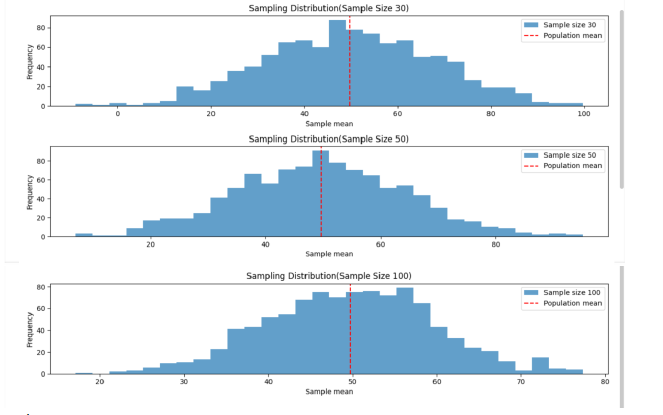 Sampling Distribution(Sample Size 30)
Sample size 30
Population mean
Frequency
80
60
40
20
0
0 20 40 60 80 100
Sample mean
Sampling Distribution(Sample Size 50)
Sample size 50
Population mean
Frequency
80
60
40
20
0
20 40 60 80
Sample mean
Sampling Distribution(Sample Size 100)
Sample size 100
Population mean
Frequency
80
60
40
20
0
20 30 40 50 60 70 80
Sample mean